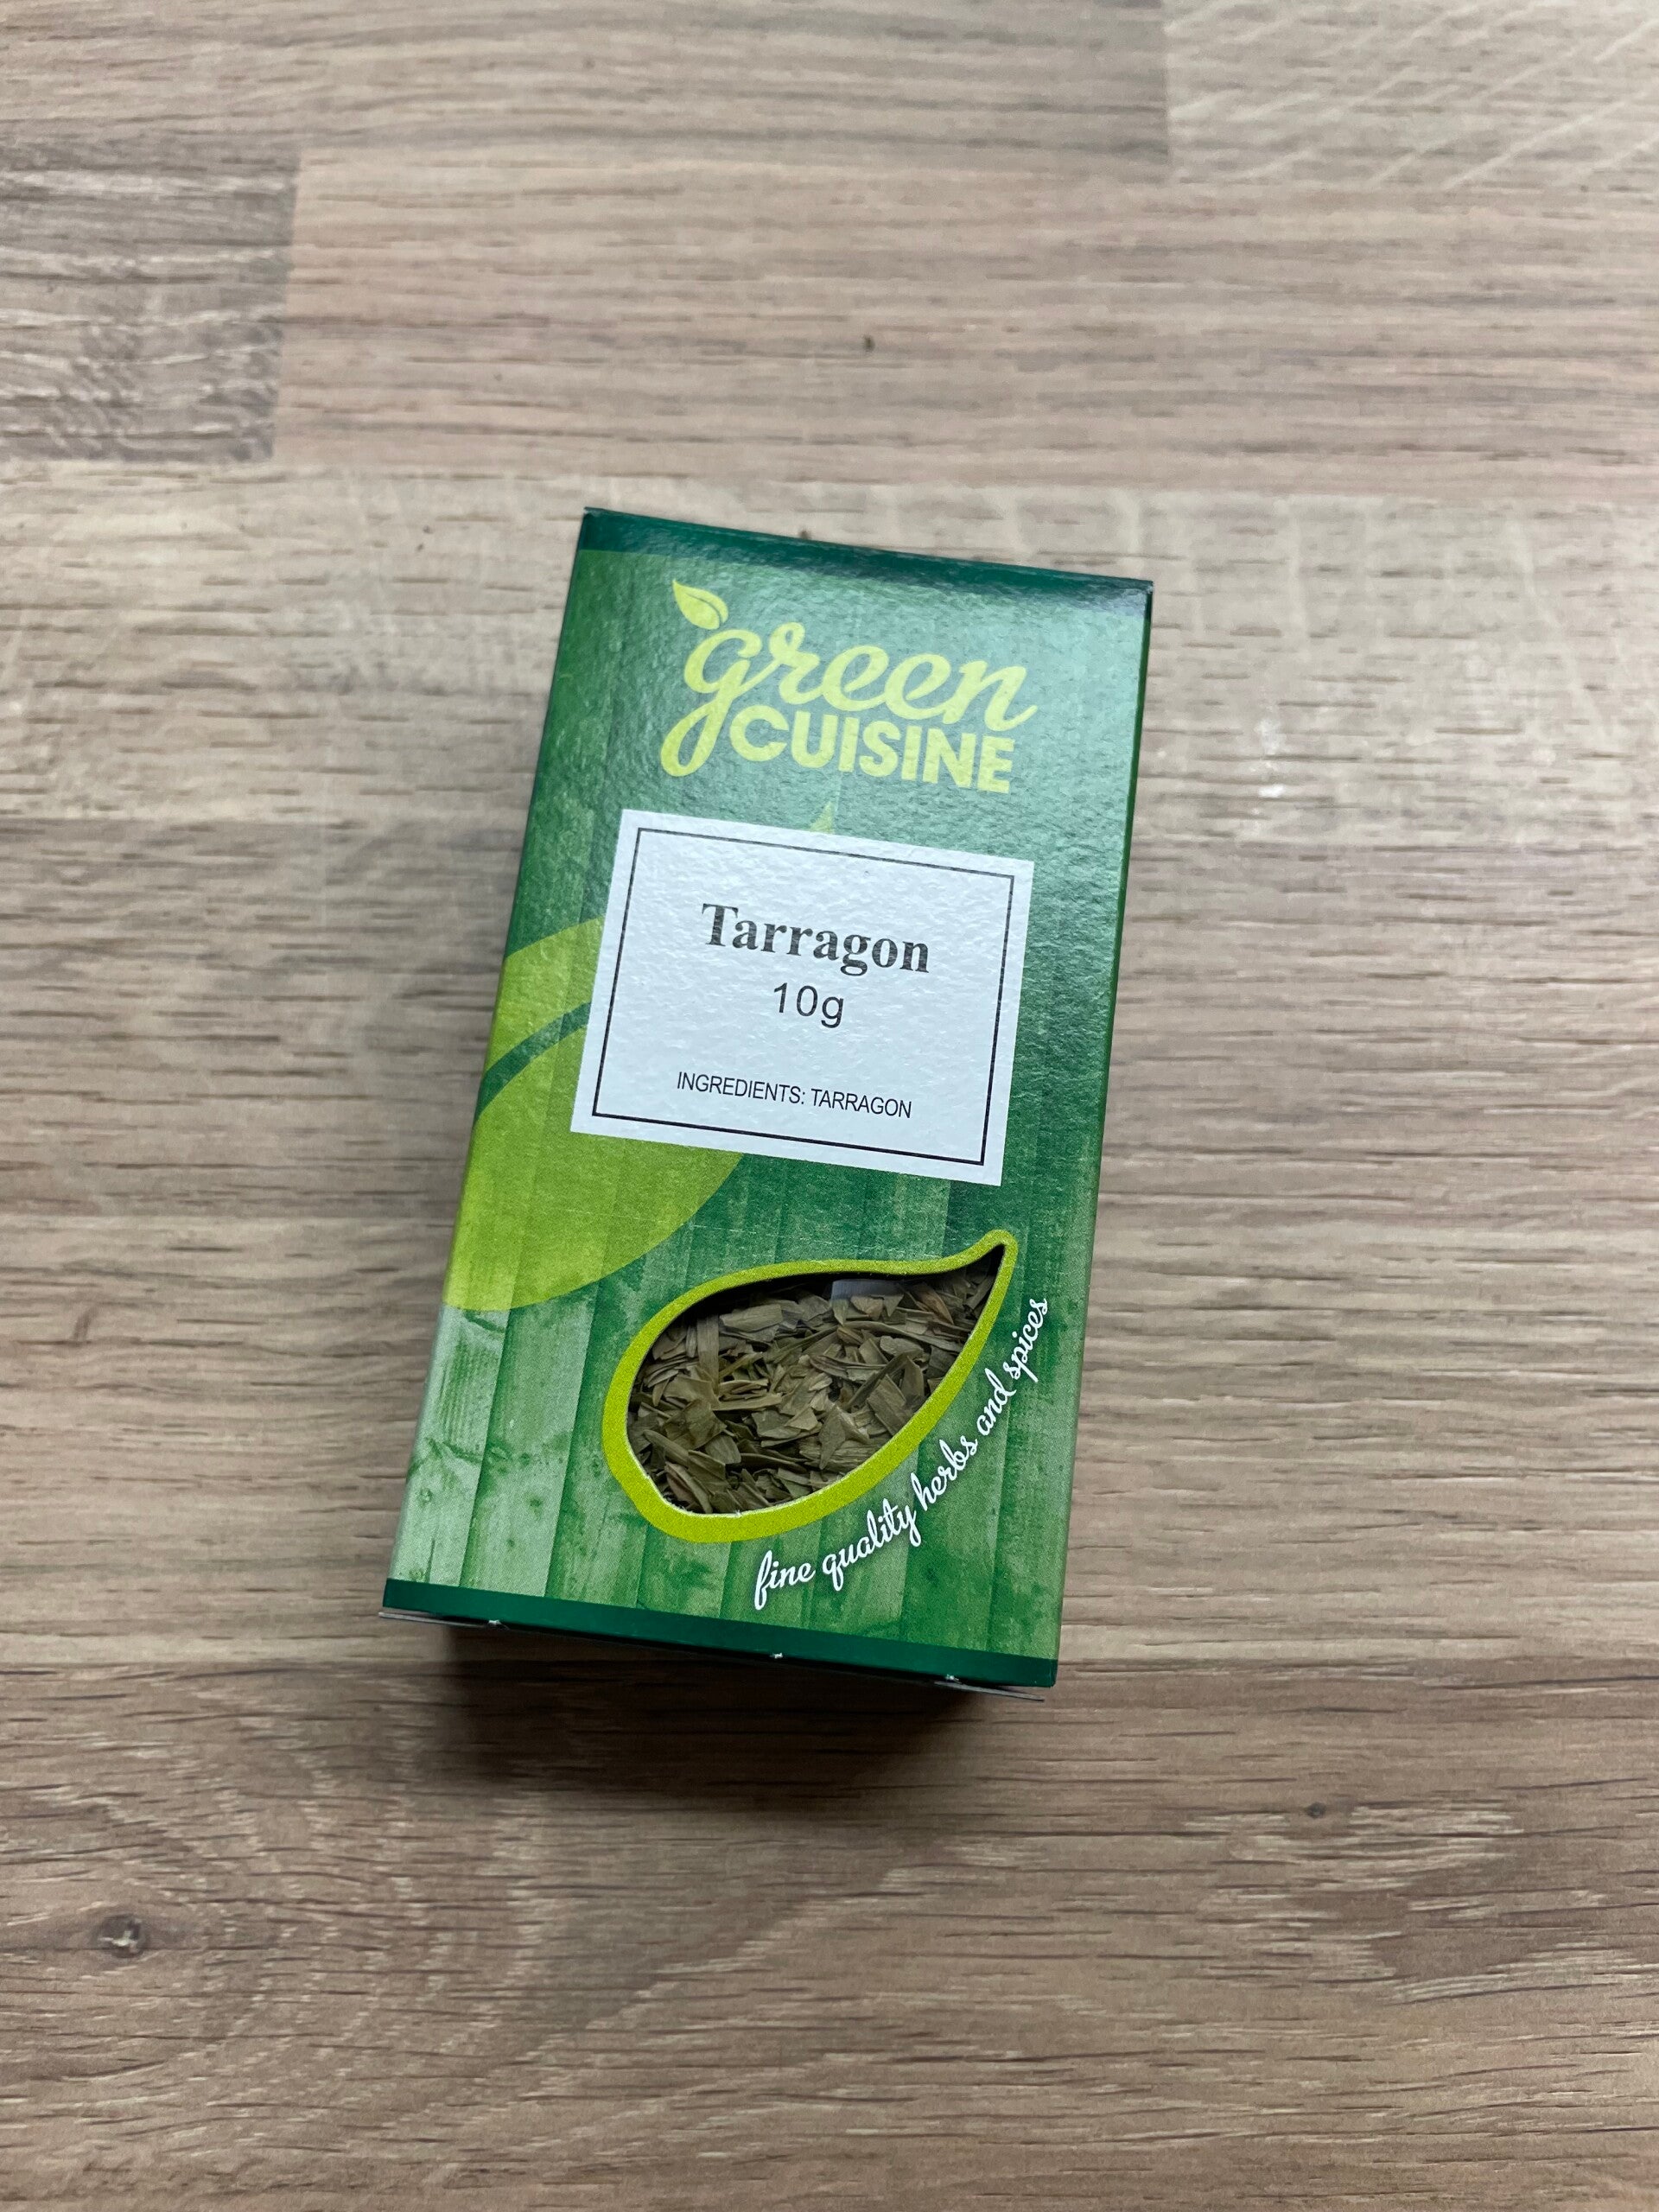 green
CUISINE
Tarragon
10g
INGREDIENTS: TARRAGON
fine quality herbs and spices